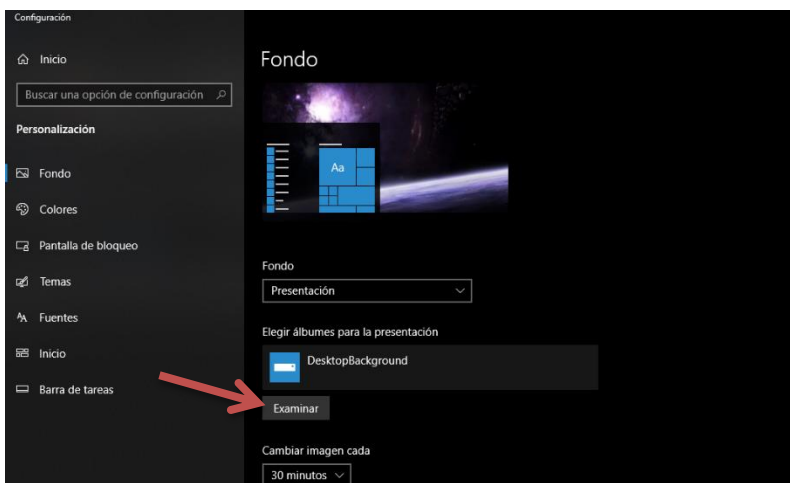 Configuración
Inicio
Buscar una opción de configuración
Personalización
Fondo
Colores
Pantalla de bloqueo
Temas
Fuentes
Inicio
Barra de tareas
Fondo
Aa
Fondo
Presentación
Elegir álbumes para la presentación
DesktopBackground
Examinar
Cambiar imagen cada
30 minutos